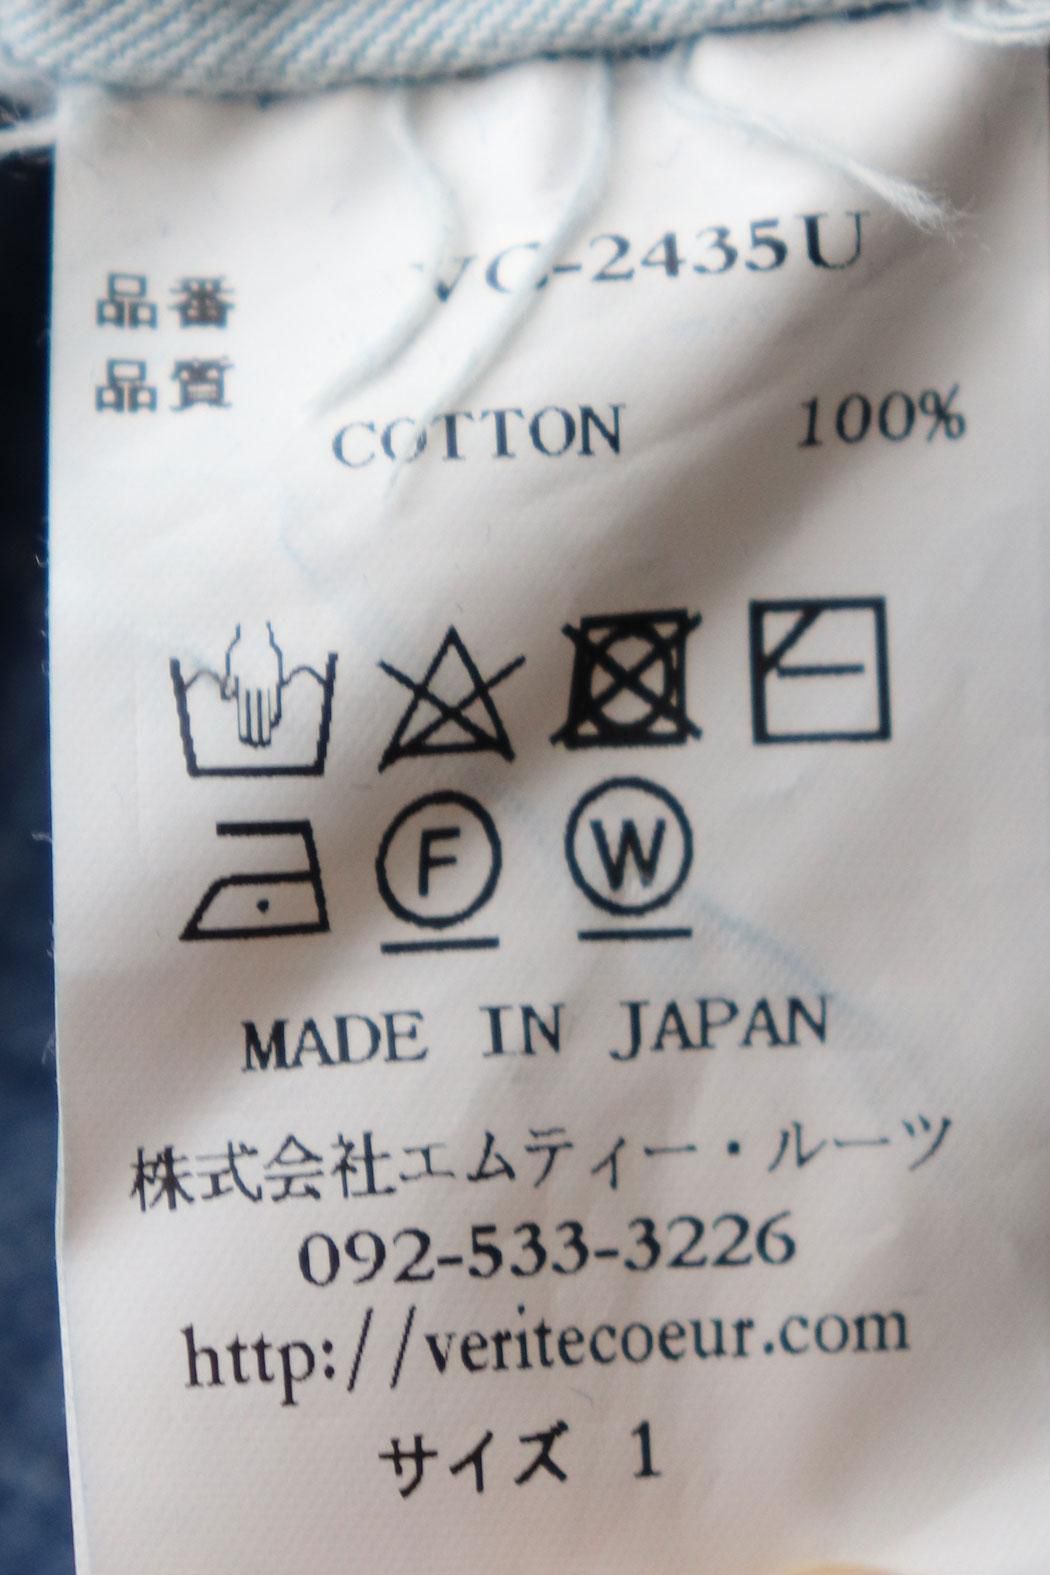 品番 VC-2435U
品質
COTTON 100%
F W
MADE IN JAPAN
株式会社エムティー・ルーツ
092-533-3226
http://veritecoeur.com
サイズ 1